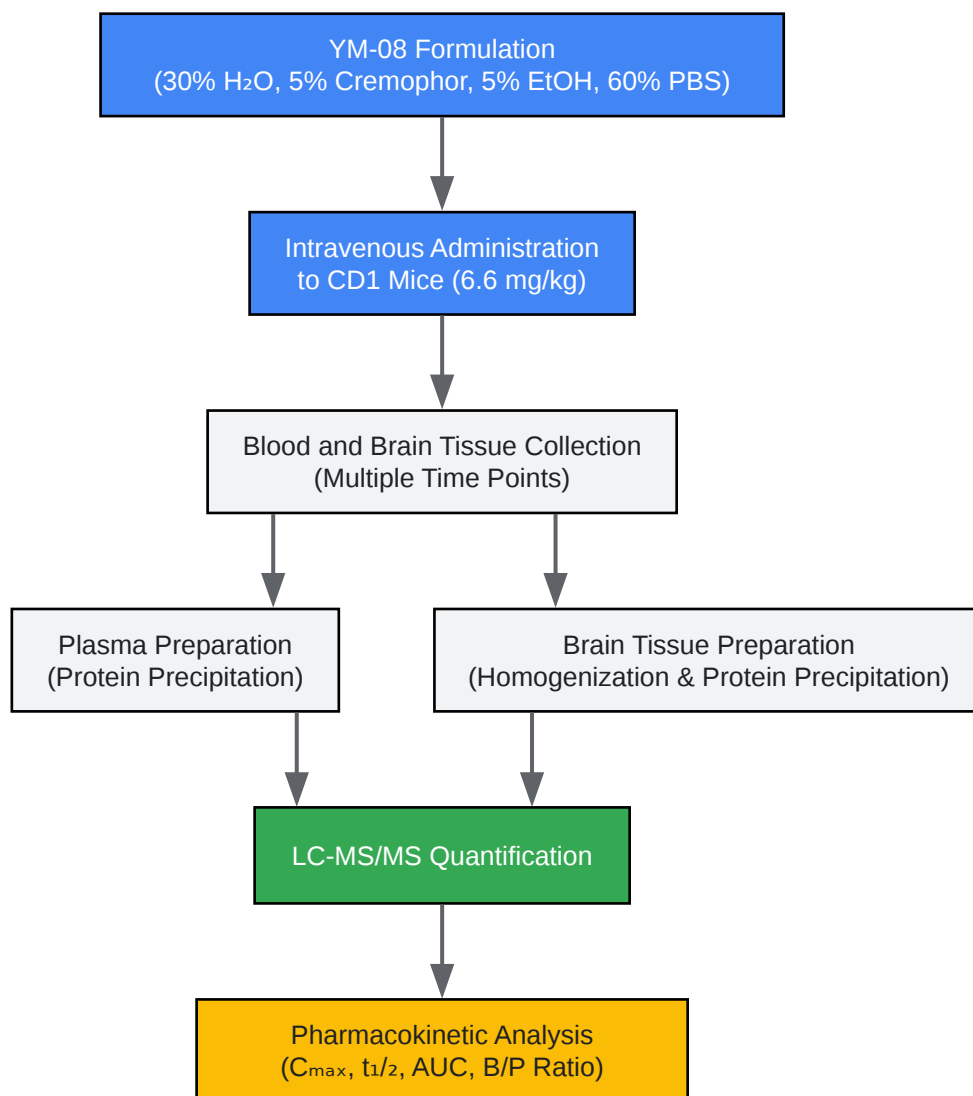 YM-08 Formulation
(30% H₂O, 5% Cremophor, 5% EtOH, 60% PBS)
Intravenous Administration
to CD1 Mice (6.6 mg/kg)
Blood and Brain Tissue Collection
(Multiple Time Points)
Plasma Preparation
(Protein Precipitation)
Brain Tissue Preparation
(Homogenization & Protein Precipitation)
LC-MS/MS Quantification
Pharmacokinetic Analysis
(Cₘₐₓ, t₁/₂, AUC, B/P Ratio)